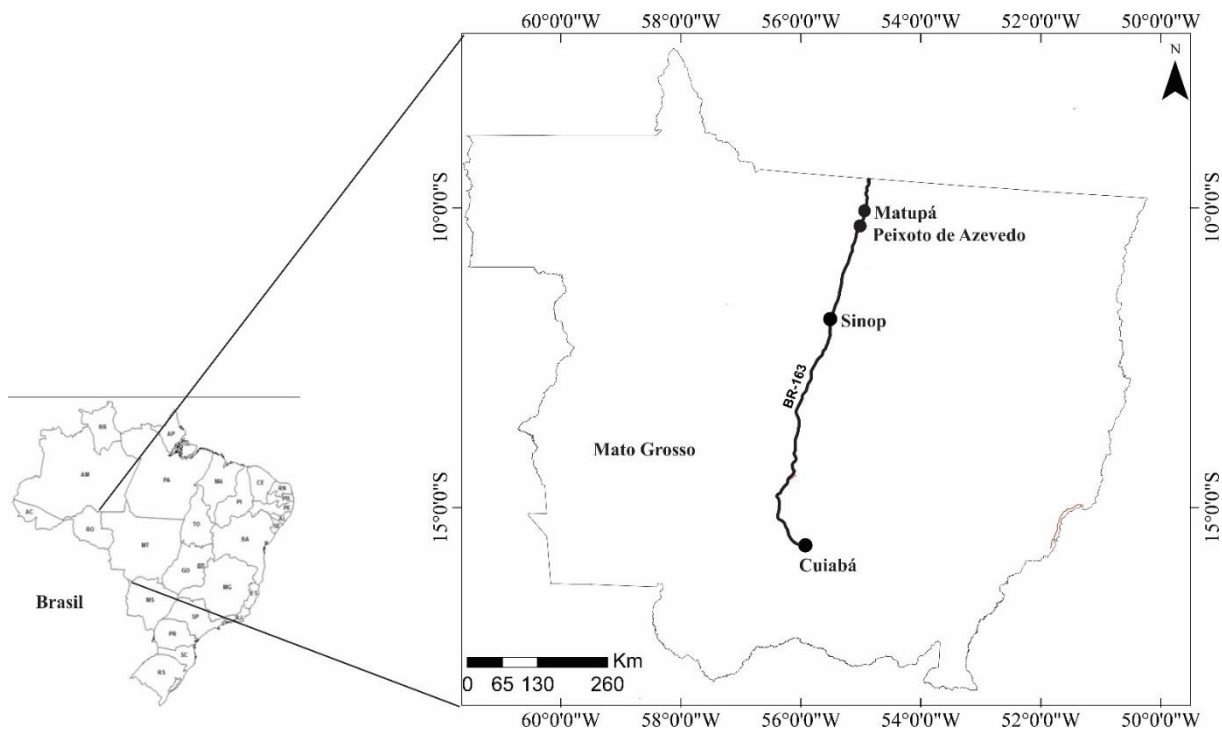 60°0'0"W 58°0'0"W 56°0'0"W 54°0'0"W 52°0'0"W 50°0'0"W
N
10°0'0"S
10°0'0"S
Matupá
Peixoto de Azevedo
Sinop
BR-163
Mato Grosso
15°0'0"S
15°0'0"S
Cuiabá
Km
0 65 130 260
60°0'0"W 58°0'0"W 56°0'0"W 54°0'0"W 52°0'0"W 50°0'0"W
RR
AP
AM
PA
MA
CE
RN
PB
PE
PI
AC
RO
TO
MT
BA
GO
MG
ES
Brasil
MS
SP
RJ
PR
SC
RS